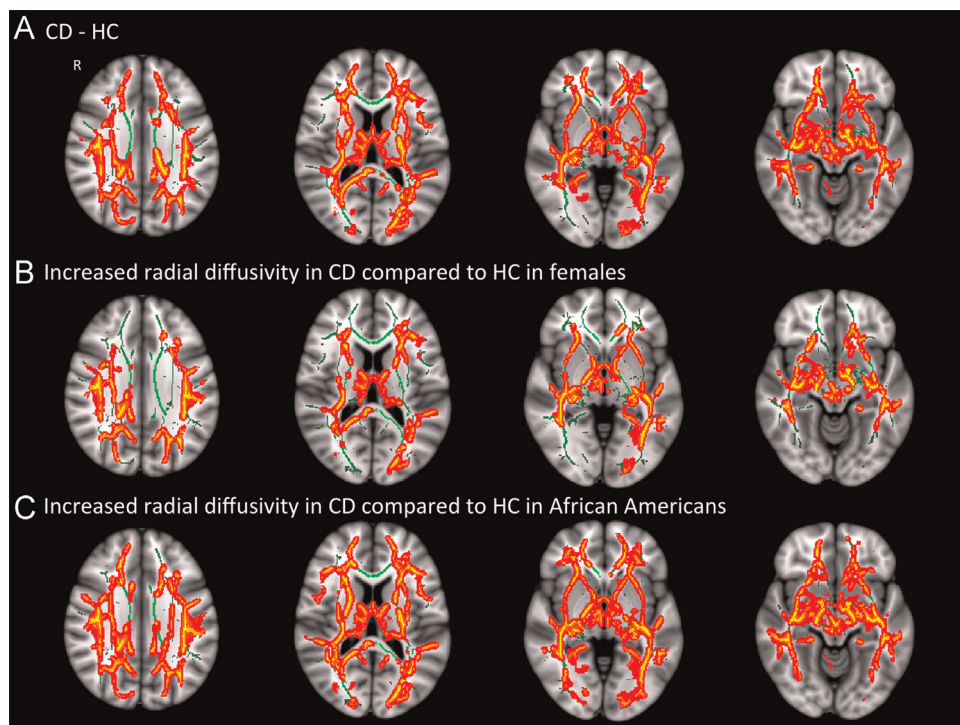 A CD - HC
R
B Increased radial diffusivity in CD compared to HC in females
C Increased radial diffusivity in CD compared to HC in African Americans